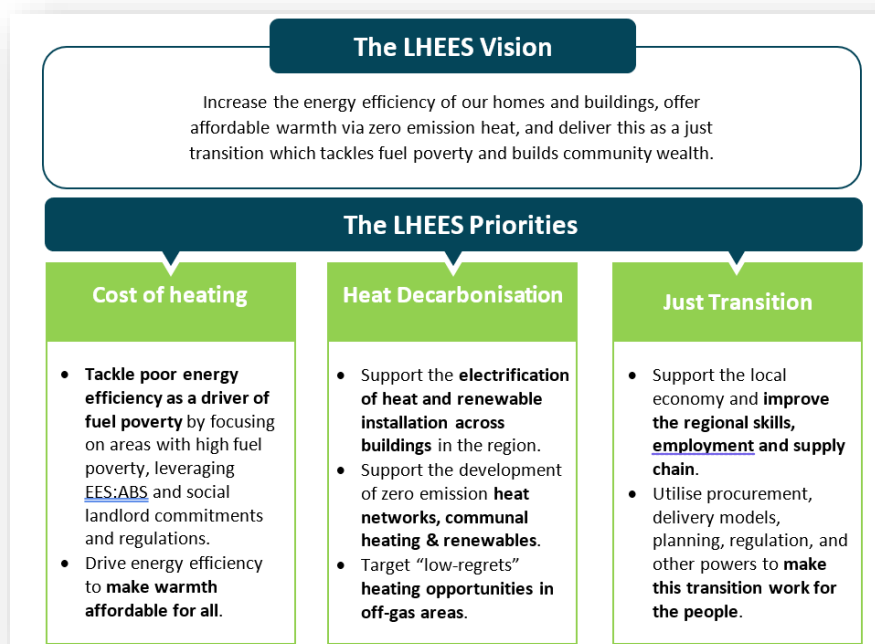 The LHEES Vision
Increase the energy efficiency of our homes and buildings, offer
affordable warmth via zero emission heat, and deliver this as a just
transition which tackles fuel poverty and builds community wealth.
The LHEES Priorities
Cost of heating
• Tackle poor energy
efficiency as a driver of
fuel poverty by focusing
on areas with high fuel
poverty, leveraging
EES:ABS and social
landlord commitments
and regulations.
• Drive energy efficiency
to make warmth
affordable for all.
Heat Decarbonisation
• Support the electrification
of heat and renewable
installation across
buildings in the region.
• Support the development
of zero emission heat
networks, communal
heating & renewables.
• Target “low-regrets”
heating opportunities in
off-gas areas.
Just Transition
• Support the local
economy and improve
the regional skills,
employment and supply
chain.
• Utilise procurement,
delivery models,
planning, regulation, and
other powers to make
this transition work for
the people.